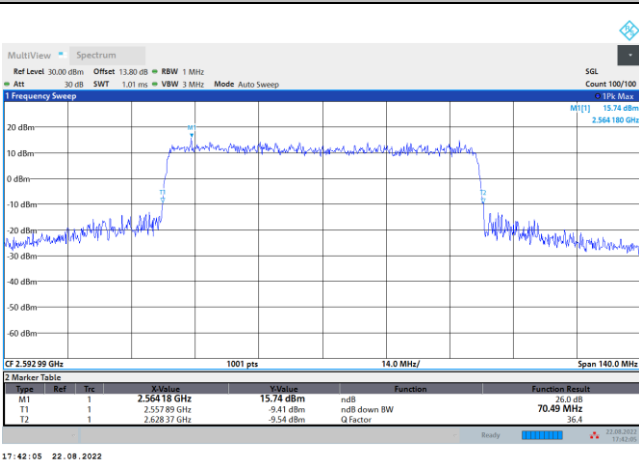 MultiView Spectrum
Ref Level 30.00 dBm Offset 13.80 dB RBW 1 MHz SGL
Att 30 dB SWT 1.01 ms VBW 3 MHz Mode Auto Sweep Count 100/100
1 Frequency Sweep 1Pk Max
M1[1] 15.74 dBm
2.564 180 GHz
20 dBm
M1
10 dBm
0 dBm
T1 T2
-10 dBm
-20 dBm
-30 dBm
-40 dBm
-50 dBm
-60 dBm
CF 2.592 99 GHz 1001 pts 14.0 MHz/ Span 140.0 MHz
2 Marker Table
Type Ref Trc X-Value Y-Value Function Function Result
M1 1 2.564 18 GHz 15.74 dBm ndB 26.0 dB
T1 1 2.557 89 GHz -9.41 dBm ndB down BW 70.49 MHz
T2 1 2.628 37 GHz -9.54 dBm Q Factor 36.4
Ready 22.08.2022
17:42:05
17:42:05 22.08.2022